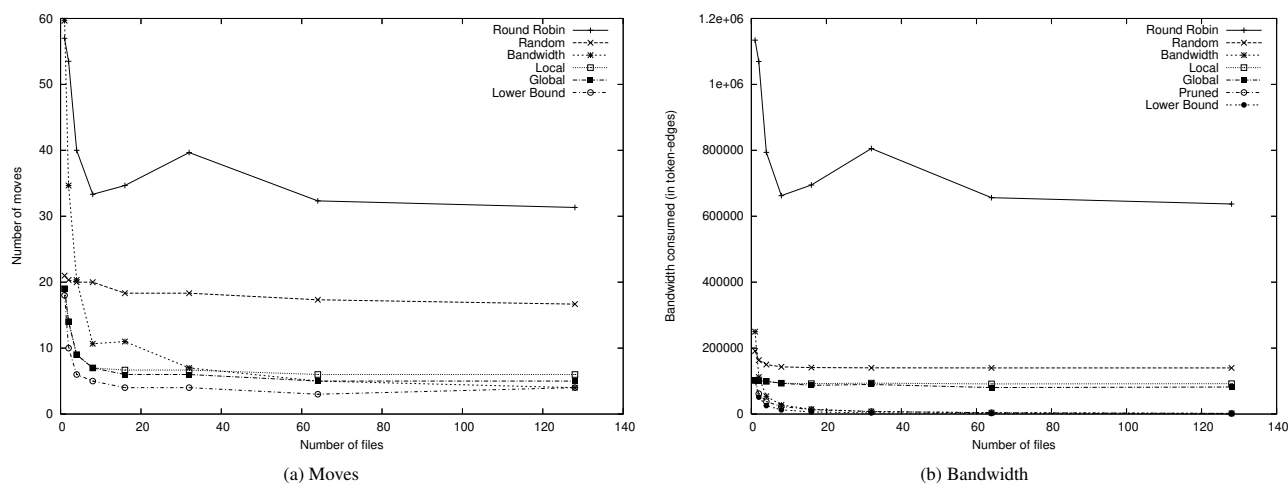 60
50
40
30
20
10
0
Number of moves
0 20 40 60 80 100 120 140
Number of files
Round Robin
Random
Bandwidth
Local
Global
Lower Bound
(a) Moves
1.2e+06
1e+06
800000
600000
400000
200000
0
Bandwidth consumed (in token-edges)
0 20 40 60 80 100 120 140
Number of files
Round Robin
Random
Bandwidth
Local
Global
Pruned
Lower Bound
(b) Bandwidth